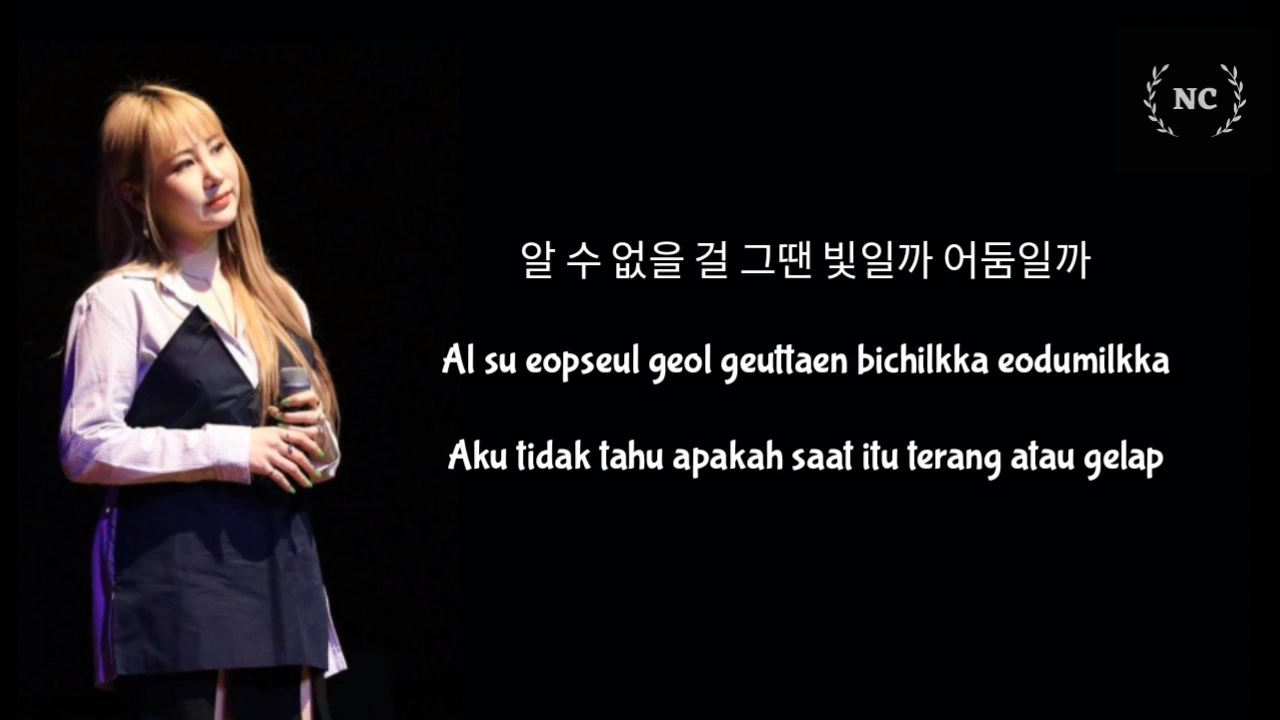 NC
알 수 없을 걸 그땐 빛일까 어둠일까
Al su eopseul geol geuttaen bichilkka eodumilkka
Aku tidak tahu apakah saat itu terang atau gelap